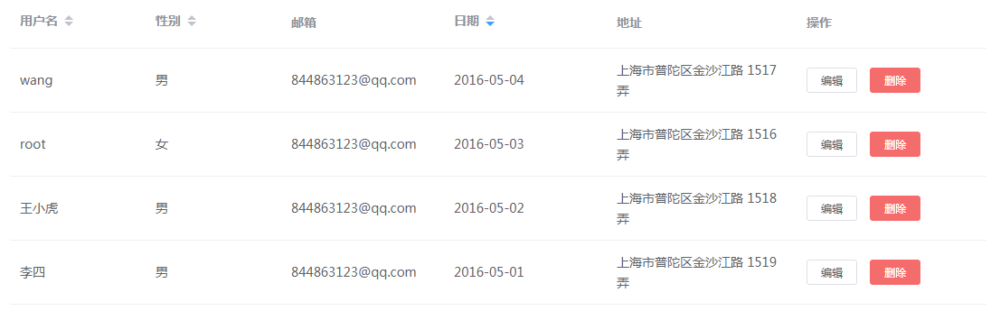 用户名 性别 邮箱 日期 地址 操作
wang 男 844863123@qq.com 2016-05-04 上海市普陀区金沙江路 1517 弄 编辑 删除
root 女 844863123@qq.com 2016-05-03 上海市普陀区金沙江路 1516 弄 编辑 删除
王小虎 男 844863123@qq.com 2016-05-02 上海市普陀区金沙江路 1518 弄 编辑 删除
李四 男 844863123@qq.com 2016-05-01 上海市普陀区金沙江路 1519 弄 编辑 删除